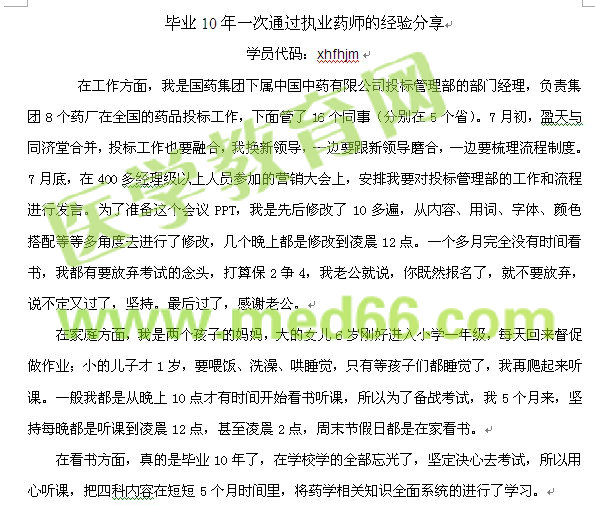 毕业 10 年一次通过执业药师的经验分享
学员代码：xhfhjm
在工作方面，我是国药集团下属中国中药有限公司投标管理部的部门经理，负责集
团 8 个药厂在全国的药品投标工作，下面管了 16 个同事（分别在 5 个省）。7 月初，盈天与
同济堂合并，投标工作也要融合，我换新领导，一边要跟新领导磨合，一边要梳理流程制度。
7 月底，在 400 多经理级以上人员参加的营销大会上，安排我要对投标管理部的工作和流程
进行发言。为了准备这个会议 PPT，我是先后修改了 10 多遍，从内容、用词、字体、颜色
搭配等等多角度去进行了修改，几个晚上都是修改到凌晨 12 点。一个多月完全没有时间看
书，我都有要放弃考试的念头，打算保 2 争 4，我老公就说，你既然报名了，就不要放弃，
说不定又过了，坚持。最后过了，感谢老公。
在家庭方面，我是两个孩子的妈妈，大的女儿 6 岁刚好进入小学一年级，每天回来督促
做作业；小的儿子才 1 岁，要喂饭、洗澡、哄睡觉，只有等孩子们都睡觉了，我再爬起来听
课。一般我都是从晚上 10 点才有时间开始看书听课，所以为了备战考试，我 5 个月来，坚
持每晚都是听课到凌晨 12 点，甚至凌晨 2 点，周末节假日都是在家看书。
在看书方面，真的是毕业 10 年了，在学校学的全部忘光了，坚定决心去考试，所以用
心听课，把四科内容在短短 5 个月时间里，将药学相关知识全面系统的进行了学习。
医学教育网
www.med66.com